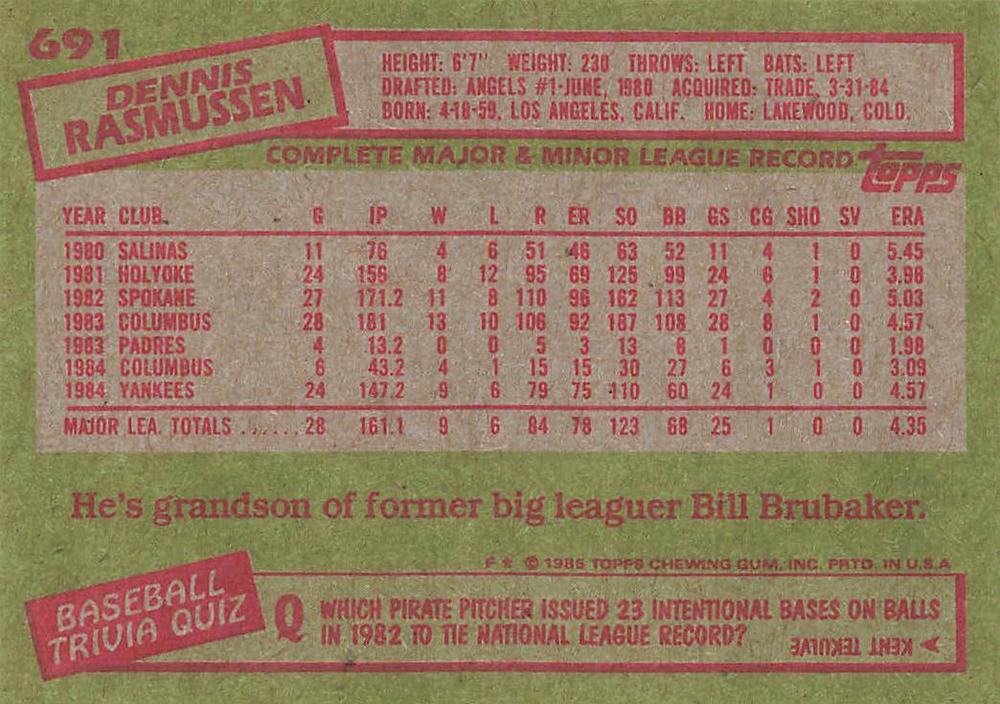 691
DENNIS
RASMUSSEN
HEIGHT: 6'7" WEIGHT: 230 THROWS: LEFT BATS: LEFT
DRAFTED: ANGELS #1-JUNE, 1980 ACQUIRED: TRADE, 3-31-84
BORN: 4-18-59, LOS ANGELES, CALIF. HOME: LAKEWOOD, COLO.
COMPLETE MAJOR & MINOR LEAGUE RECORD topps
YEAR CLUB G IP W L R ER SO BB GS CG SHO SV ERA
1980 SALINAS 11 76 4 6 51 46 63 52 11 4 1 0 5.45
1981 HOLYOKE 24 156 8 12 95 69 125 99 24 6 1 0 3.98
1982 SPOKANE 27 171.2 11 8 110 96 162 113 27 4 2 0 5.03
1983 COLUMBUS 28 181 13 10 106 92 187 108 28 8 1 0 4.57
1983 PADRES 4 13.2 0 0 5 3 13 8 1 0 0 0 1.98
1984 COLUMBUS 6 43.2 4 1 15 15 30 27 6 3 1 0 3.09
1984 YANKEES 24 147.2 9 6 79 75 110 60 24 1 0 0 4.57
MAJOR LEA. TOTALS ...... 28 161.1 9 6 84 78 123 68 25 1 0 0 4.35
He's grandson of former big leaguer Bill Brubaker.
F* © 1985 TOPPS CHEWING GUM, INC. PRTD. IN U.S.A
BASEBALL
TRIVIA QUIZ
Q WHICH PIRATE PITCHER ISSUED 23 INTENTIONAL BASES ON BALLS
IN 1982 TO TIE NATIONAL LEAGUE RECORD?
KENT TEKULVE